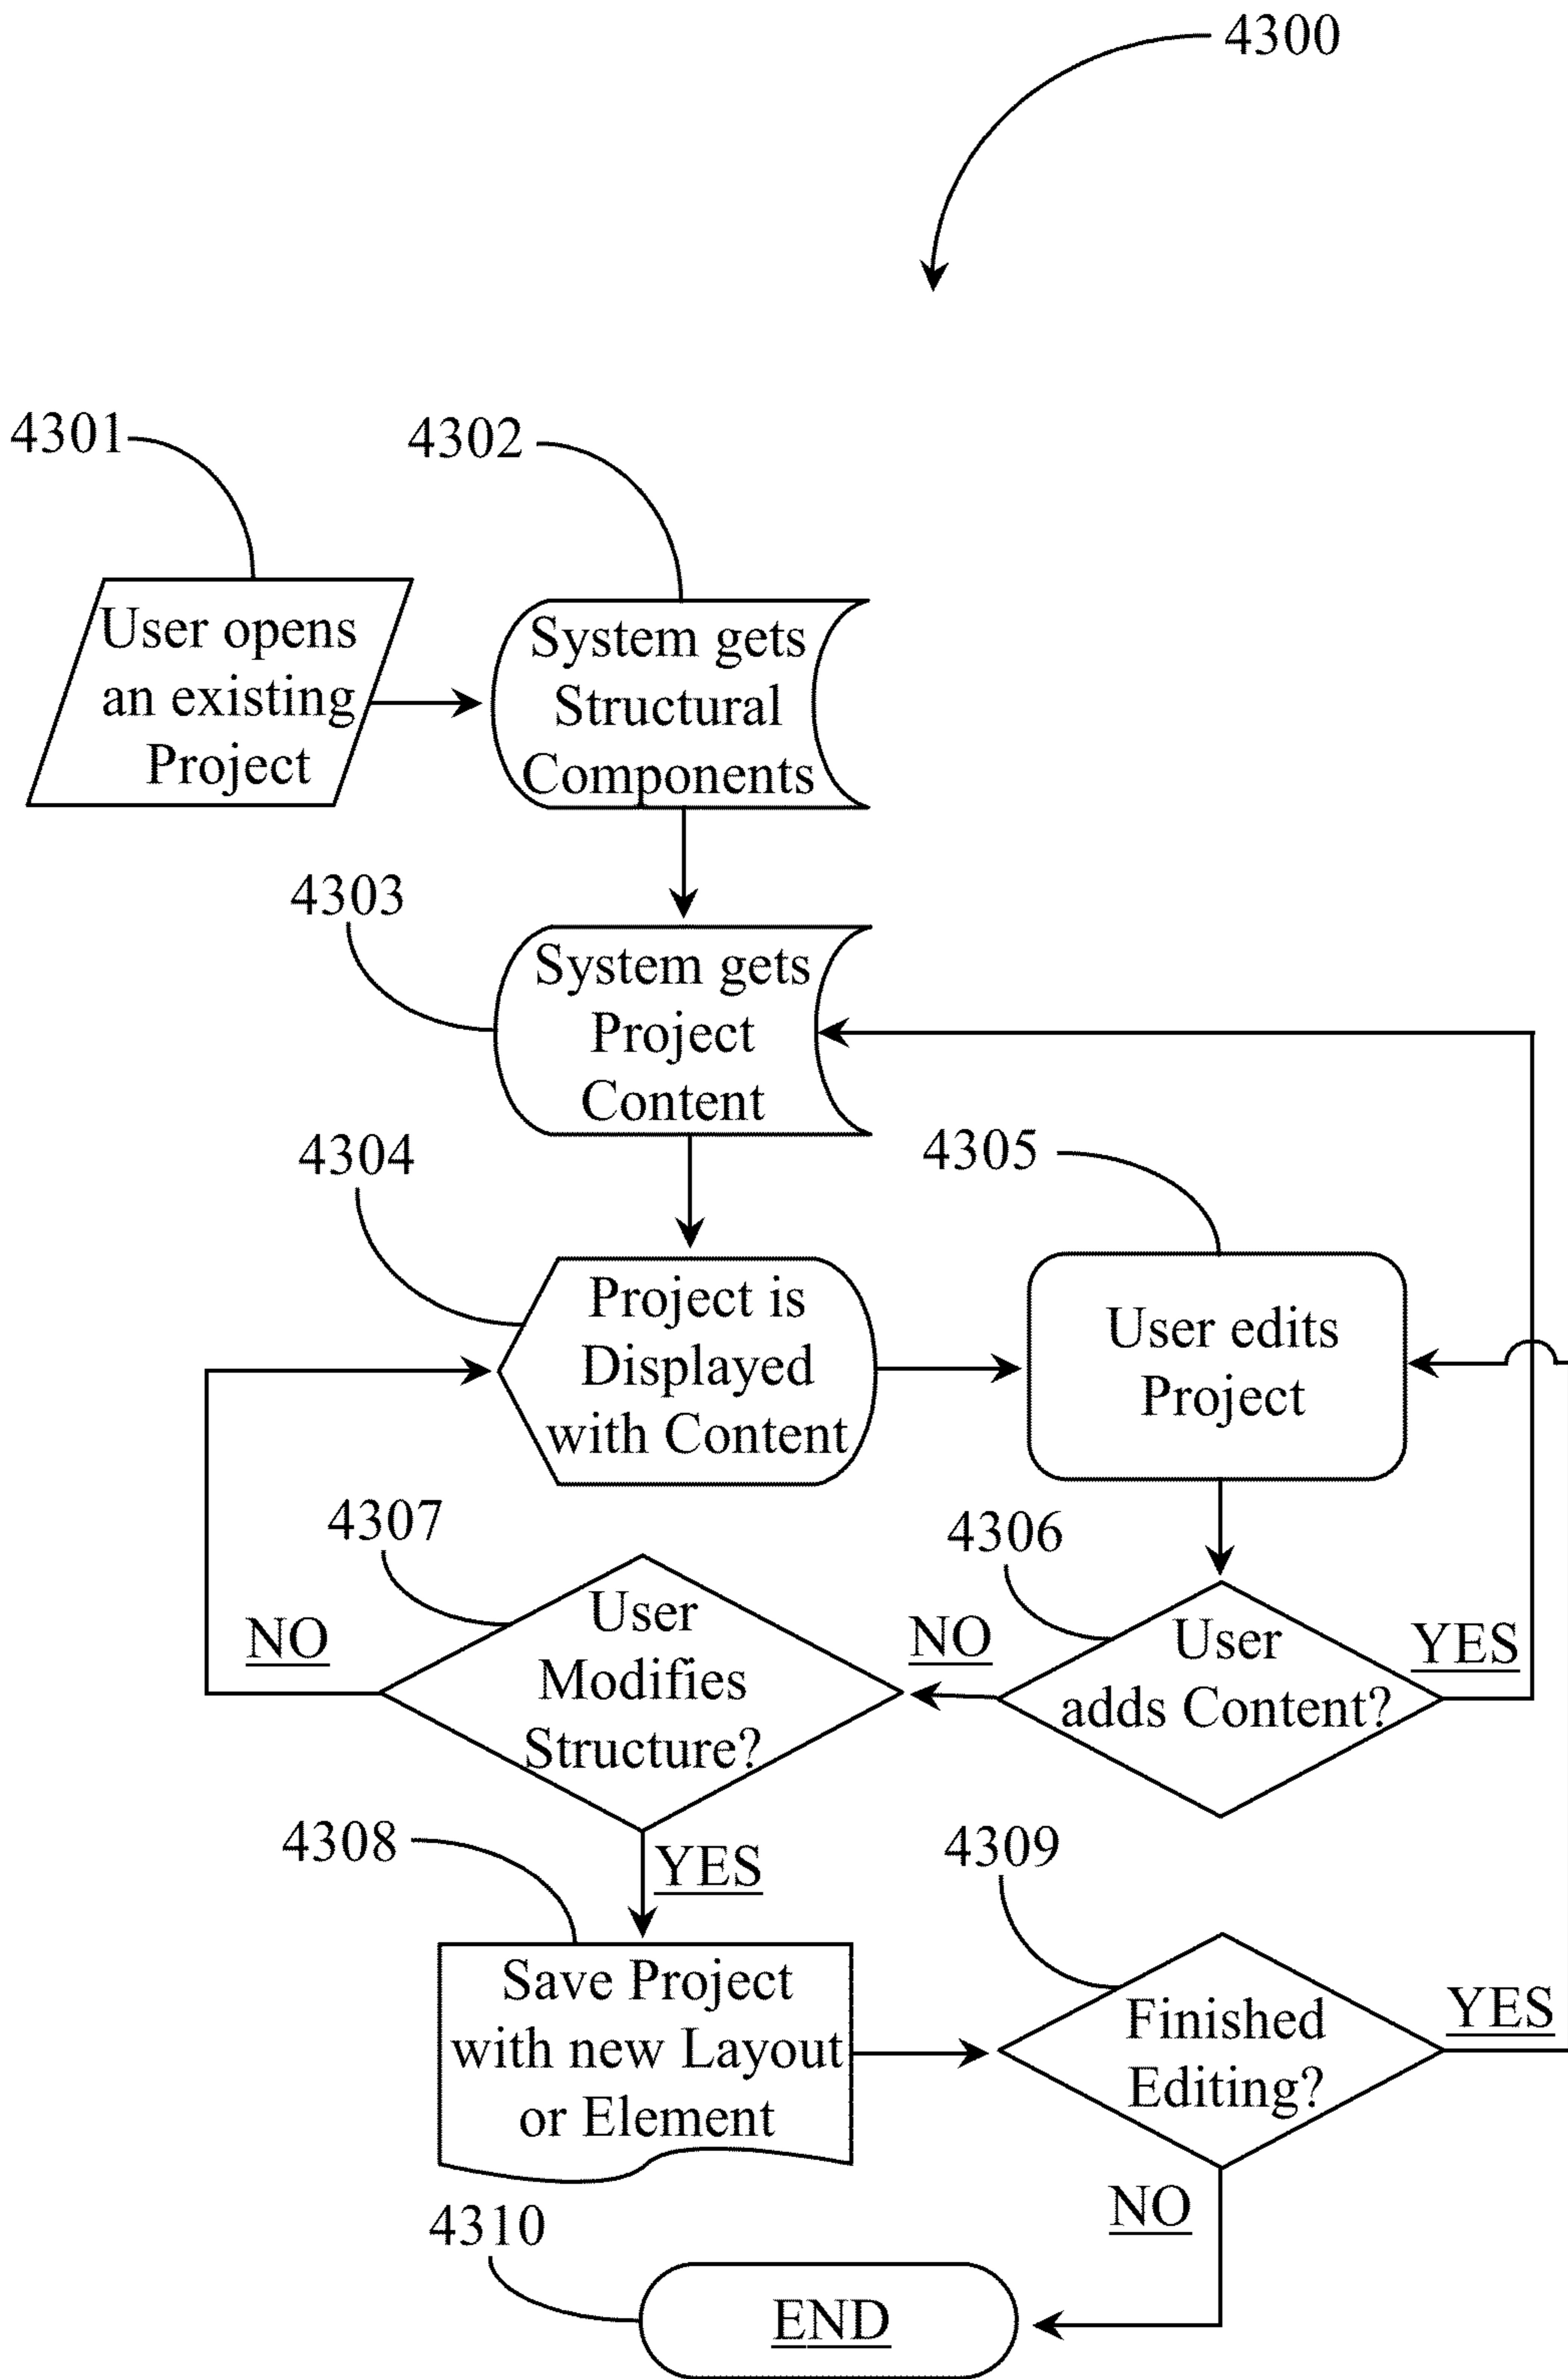 4300
4301
4302
User opens
an existing
Project
System gets
Structural
Components
4303
System gets
Project
Content
4304
4305
Project is
Displayed
with Content
User edits
Project
4307
4306
NO
User
Modifies
Structure?
NO
User
adds Content?
YES
4308
YES
4309
Save Project
with new Layout
or Element
Finished
Editing?
YES
NO
4310
END